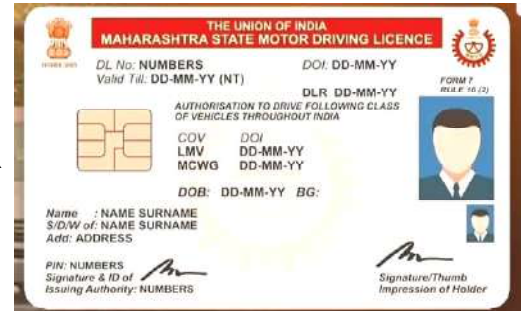 THE UNION OF INDIA
MAHARASHTRA STATE MOTOR DRIVING LICENCE
DL No: NUMBERS DOI: DD-MM-YY
Valid Till: DD-MM-YY (NT)
DLR DD-MM-YY
FORM 7
RULE 16 (2)
AUTHORISATION TO DRIVE FOLLOWING CLASS
OF VEHICLES THROUGHOUT INDIA
COV DOI
LMV DD-MM-YY
MCWG DD-MM-YY
DOB: DD-MM-YY BG:
Name : NAME SURNAME
S/D/W of: NAME SURNAME
Add: ADDRESS
PIN: NUMBERS
Signature & ID of
Issuing Authority: NUMBERS
Signature/Thumb
Impression of Holder